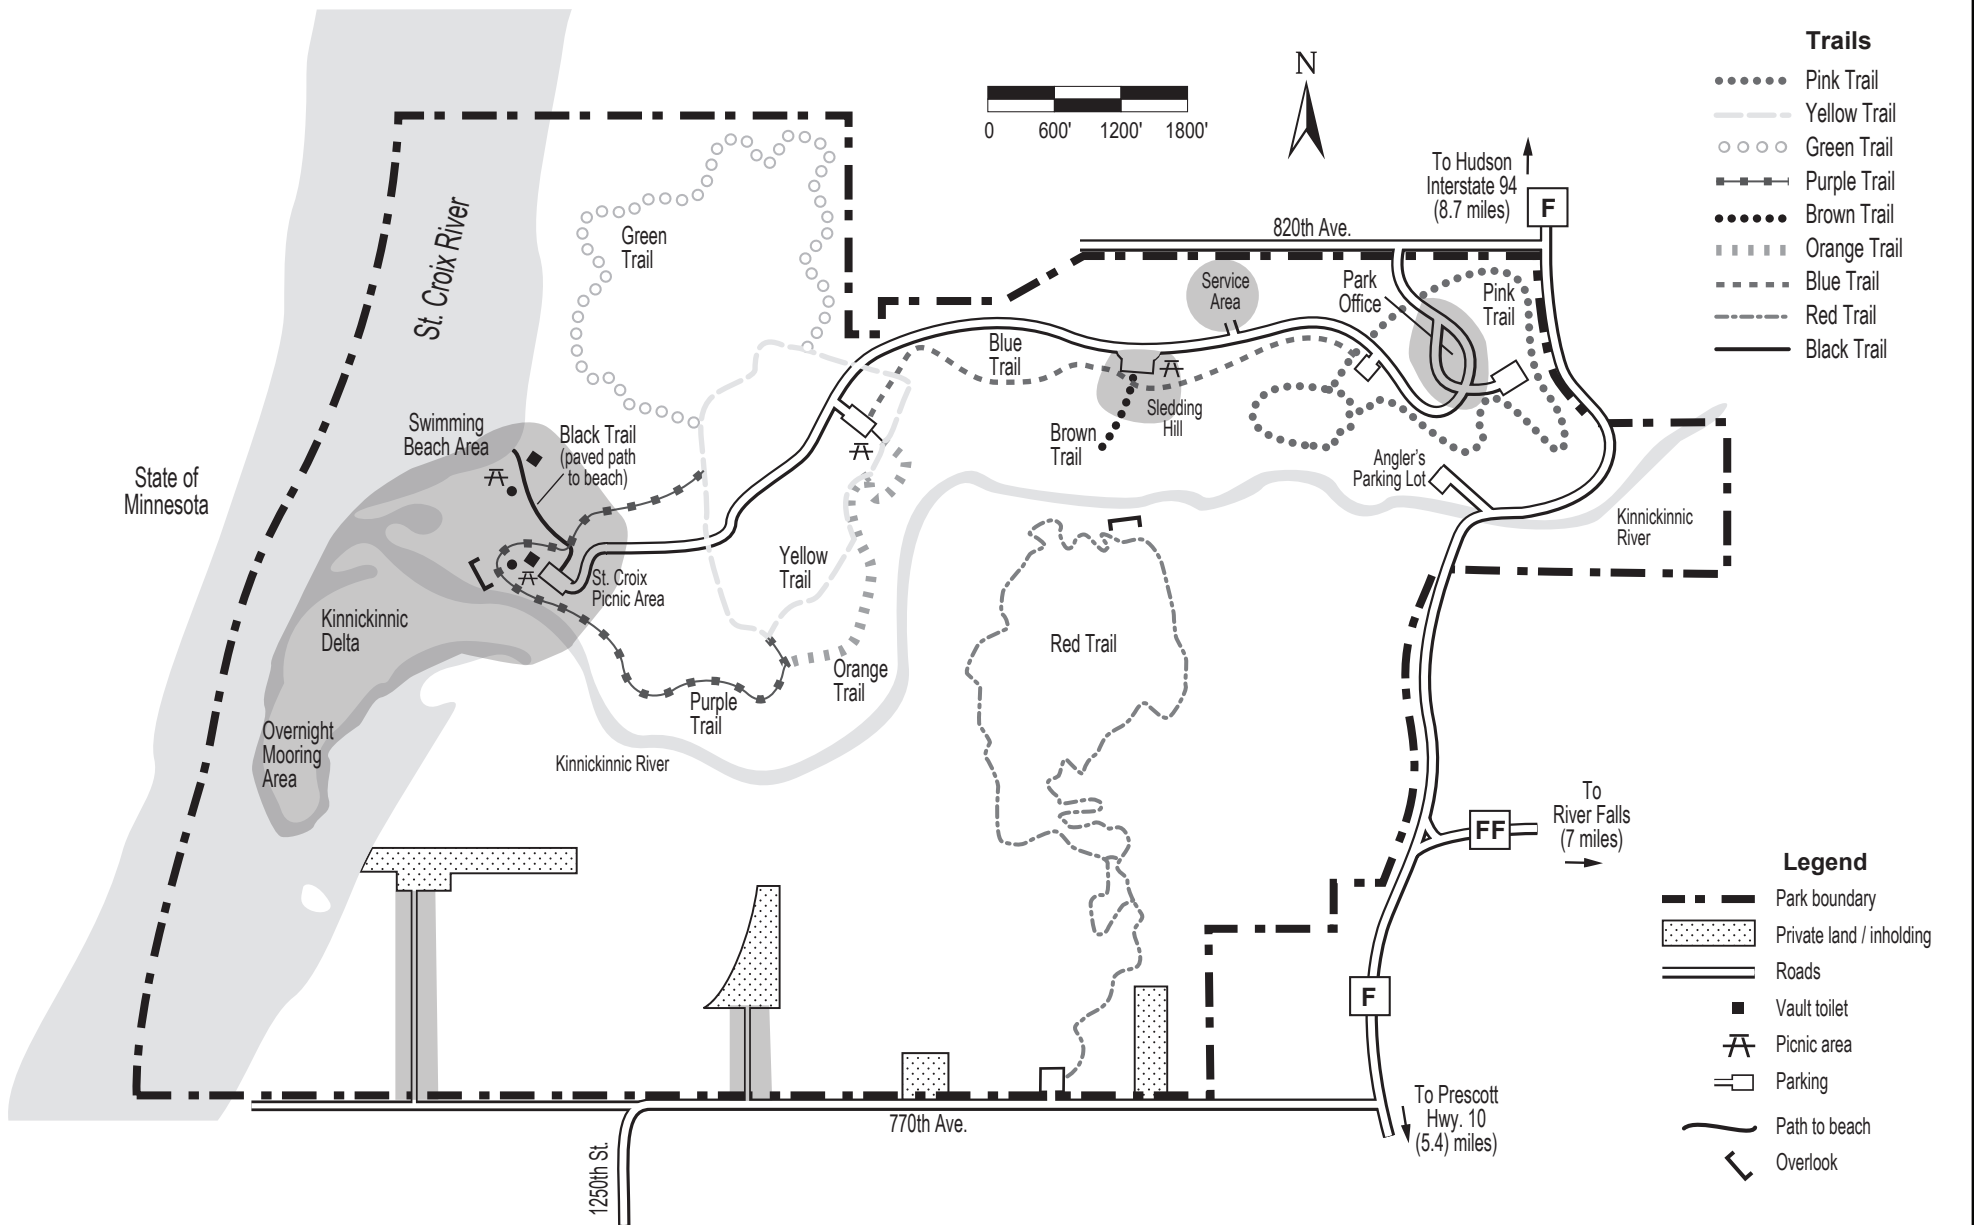 N
0 600' 1200' 1800'
Trails
Pink Trail
Yellow Trail
Green Trail
Purple Trail
Brown Trail
Orange Trail
Blue Trail
Red Trail
Black Trail
To Hudson
Interstate 94
(8.7 miles)
F
820th Ave.
St. Croix River
Green
Trail
Service
Area
Park
Office
Pink
Trail
Blue
Trail
Sledding
Hill
Brown
Trail
Angler's
Parking Lot
Kinnickinnic
River
Swimming
Beach Area
Black Trail
(paved path
to beach)
State of
Minnesota
St. Croix
Picnic Area
Yellow
Trail
Kinnickinnic
Delta
Orange
Trail
Purple
Trail
Red Trail
Overnight
Mooring
Area
Kinnickinnic River
FF
To
River Falls
(7 miles)
F
To Prescott
Hwy. 10
(5.4) miles)
770th Ave.
1250th St.
Legend
Park boundary
Private land / inholding
Roads
Vault toilet
Picnic area
Parking
Path to beach
Overlook